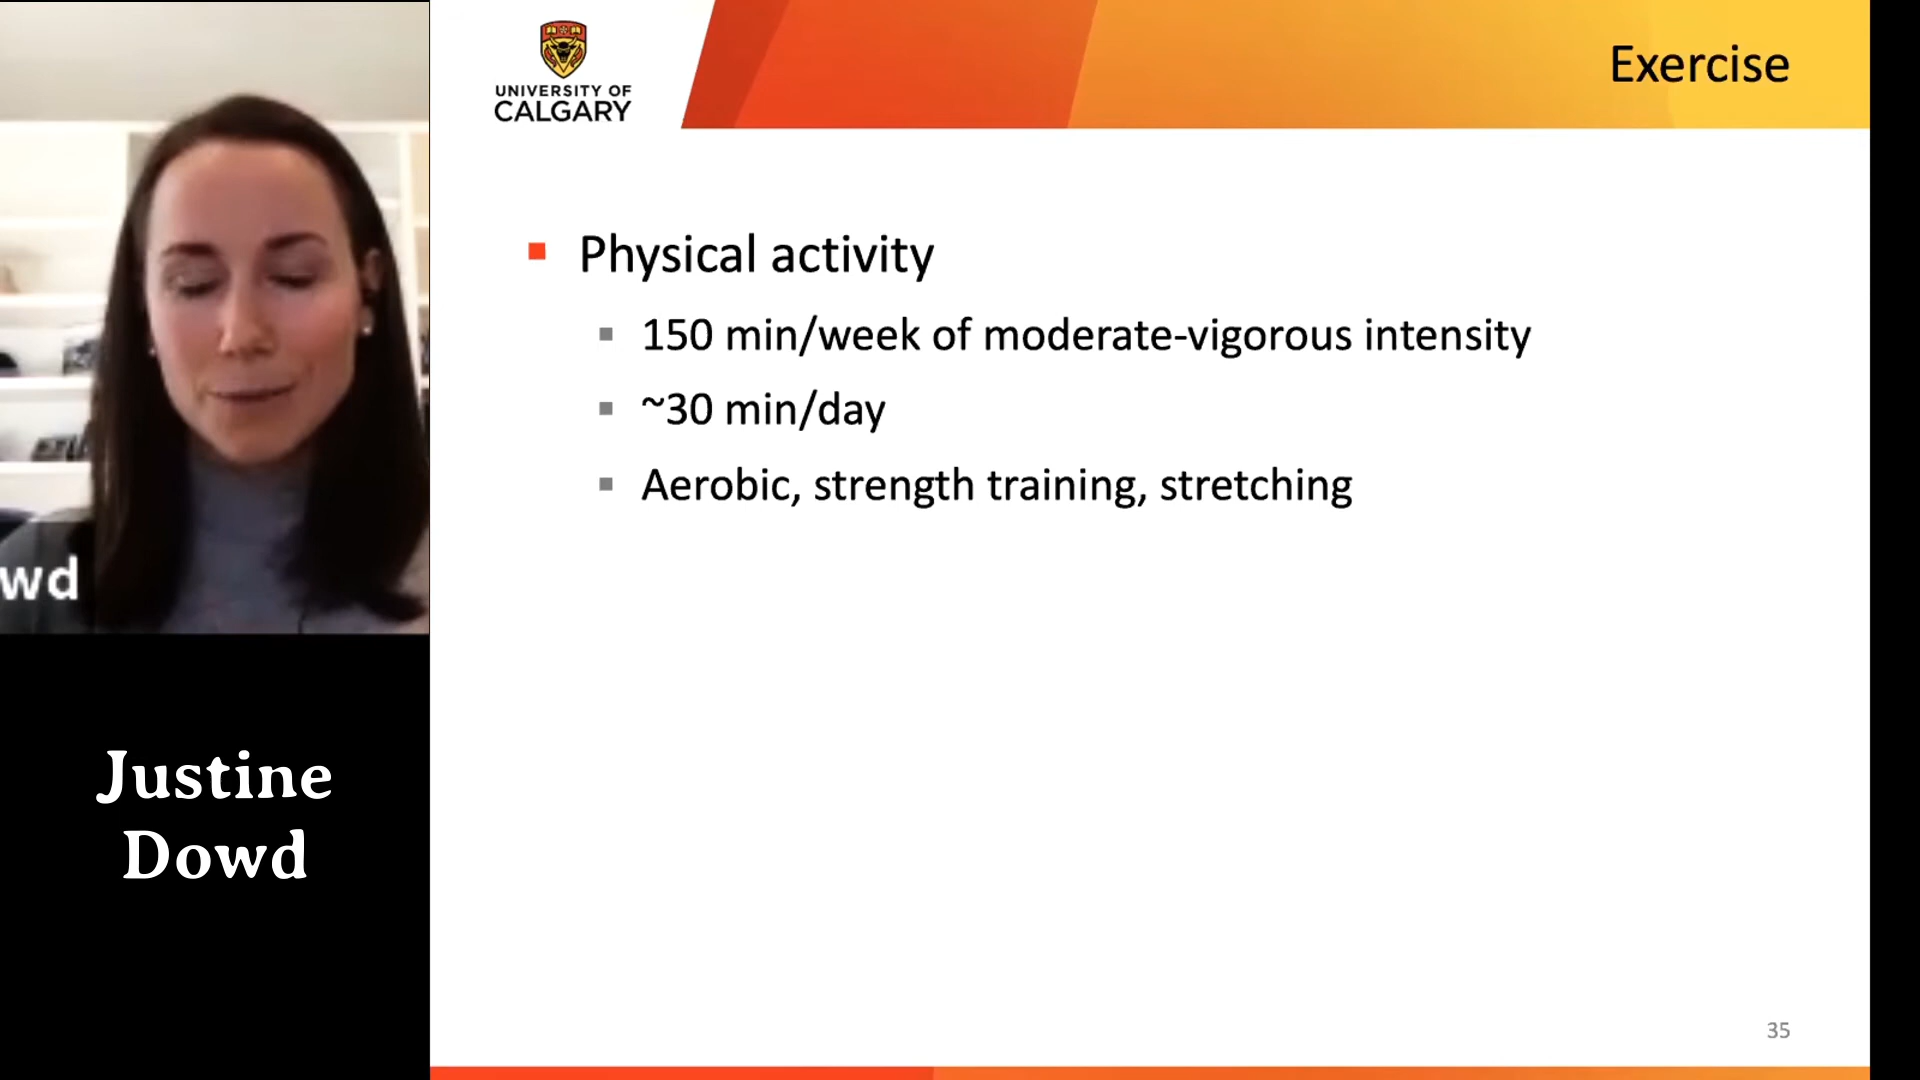 UNIVERSITY OF
CALGARY
Exercise
Physical activity
150 min/week of moderate-vigorous intensity
~30 min/day
Aerobic, strength training, stretching
wd
Justine
Dowd
35